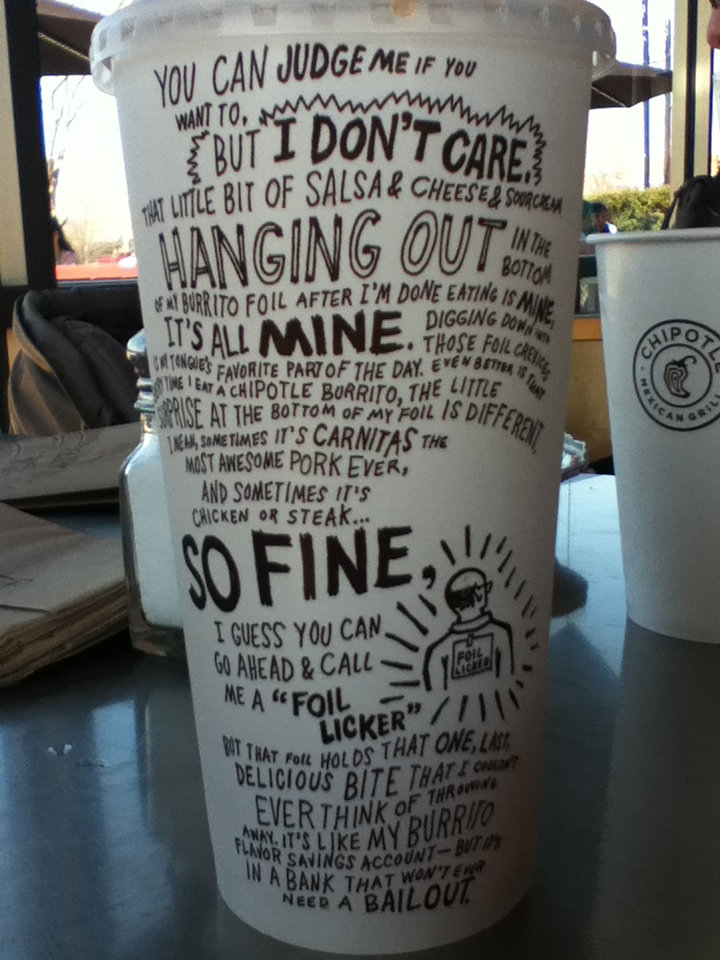 YOU CAN JUDGE ME IF YOU
WANT TO.
BUT I DON'T CARE.
THAT LITTLE BIT OF SALSA & CHEESE & SOUR CREAM
HANGING OUT IN THE
BOTTOM
OF MY BURRITO FOIL AFTER I'M DONE EATING IS MINE,
IT'S ALL MINE. DIGGING DOWN INTO
THOSE FOIL CREVICES
IS MY TONGUE'S FAVORITE PART OF THE DAY. EVEN BETTER IS THAT
EVERY TIME I EAT A CHIPOTLE BURRITO, THE LITTLE
SURPRISE AT THE BOTTOM OF MY FOIL IS DIFFERENT.
I MEAN, SOMETIMES IT'S CARNITAS THE
MOST AWESOME PORK EVER,
AND SOMETIMES IT'S
CHICKEN OR STEAK...
SO FINE,
I GUESS YOU CAN
GO AHEAD & CALL
ME A "FOIL
LICKER"
FOIL
LICKER
BUT THAT FOIL HOLDS THAT ONE, LAST,
DELICIOUS BITE THAT I COULDN'T
EVER THINK OF THROWING
AWAY. IT'S LIKE MY BURRITO
FLAVOR SAVINGS ACCOUNT— BUT IT'S
IN A BANK THAT WON'T EVER
NEED A BAILOUT.
CHIPOTLE
MEXICAN GRILL